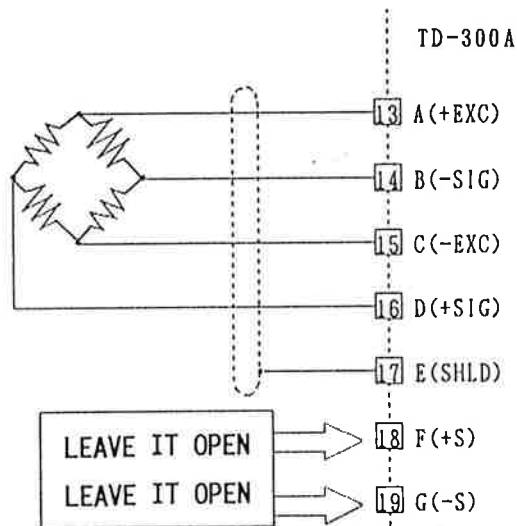 TD-300A
13 A(+EXC)
14 B(-SIG)
15 C(-EXC)
16 D(+SIG)
17 E(SHLD)
LEAVE IT OPEN 18 F(+S)
LEAVE IT OPEN 19 G(-S)